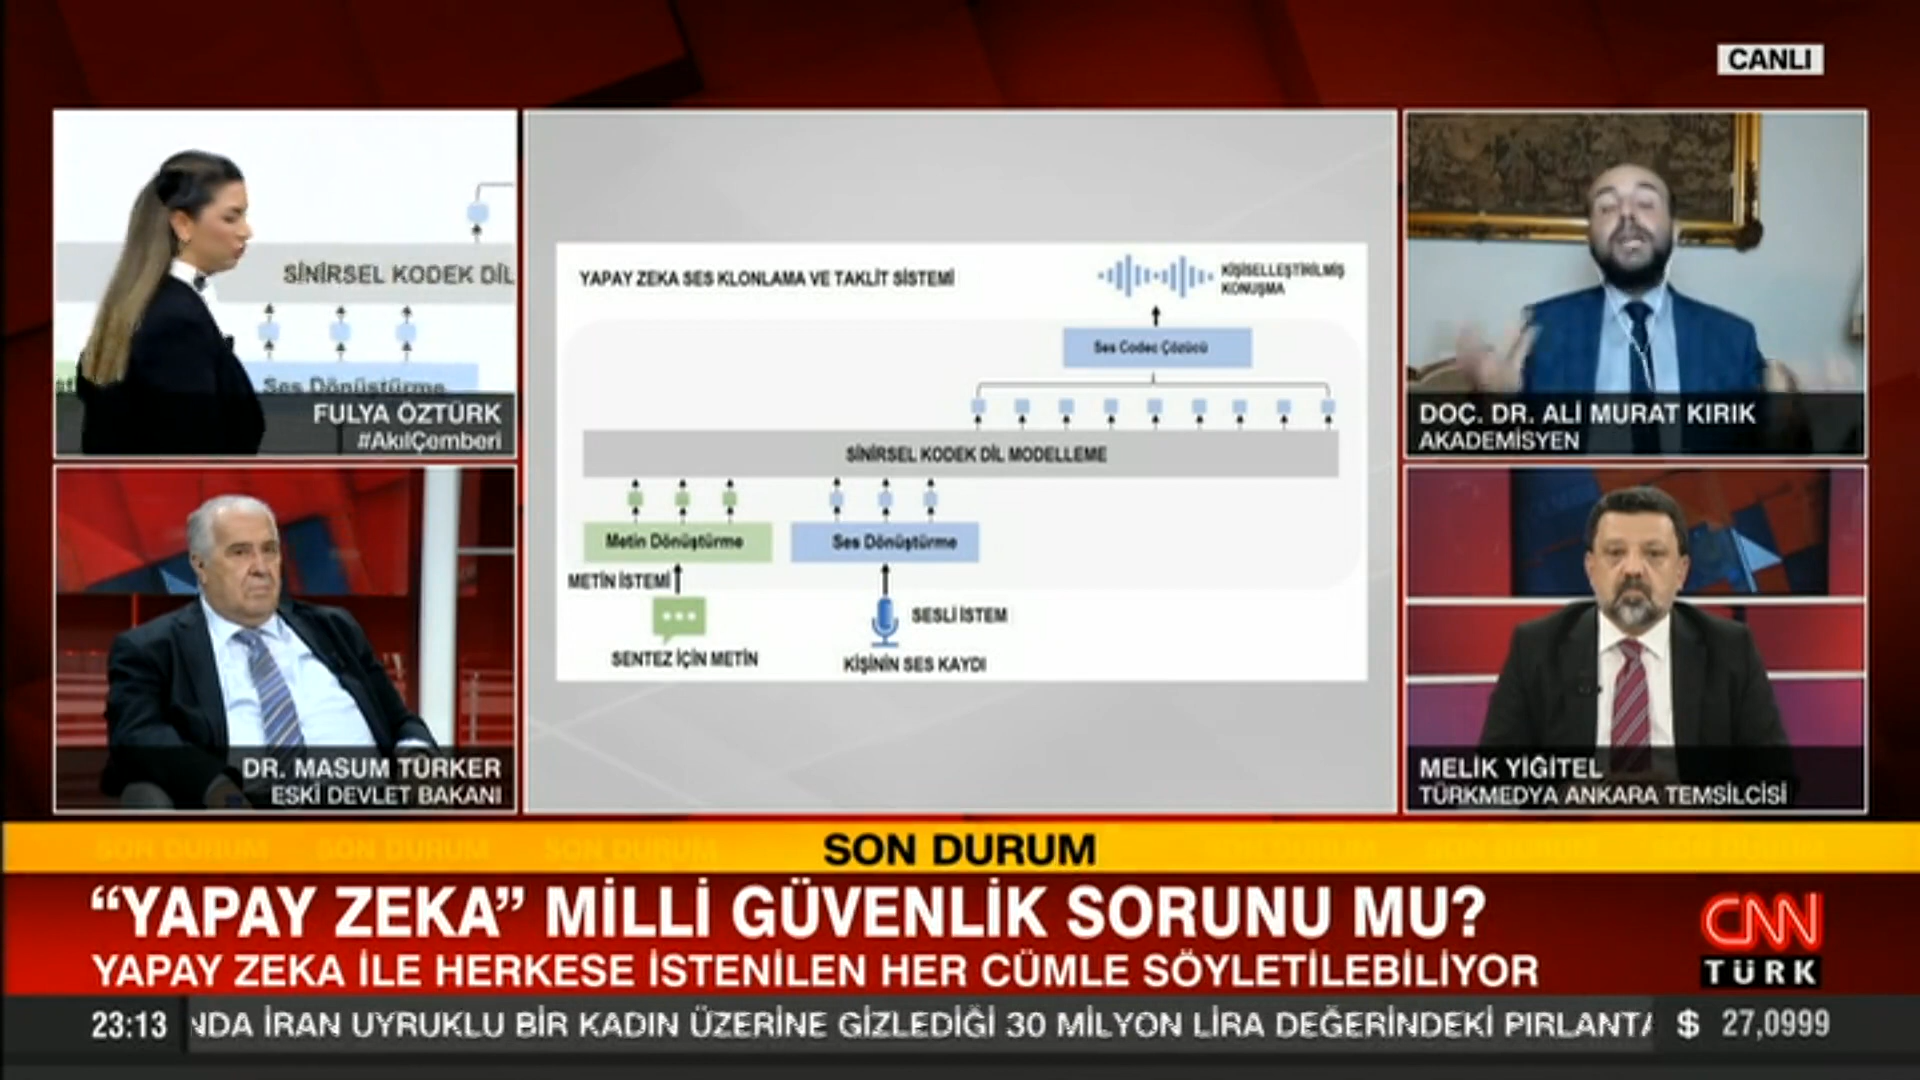 CANLI
SİNİRSEL KODEK DİL
Ses Dönüştürme
FULYA ÖZTÜRK
#AkılÇemberi
DR. MASUM TÜRKER
ESKİ DEVLET BAKANI
YAPAY ZEKA SES KLONLAMA VE TAKLİT SİSTEMİ
KİŞİSELLEŞTİRİLMİŞ
KONUŞMA
Ses Codec Çözücü
SİNİRSEL KODEK DİL MODELLEME
Metin Dönüştürme
Ses Dönüştürme
METİN İSTEMİ
SESLİ İSTEM
SENTEZ İÇİN METİN
KİŞİNİN SES KAYDI
DOÇ. DR. ALİ MURAT KIRIK
AKADEMİSYEN
MELİK YİĞİTEL
TÜRKMEDYA ANKARA TEMSİLCİSİ
SON DURUM SON DURUM SON DURUM SON DURUM
“YAPAY ZEKA” MİLLİ GÜVENLİK SORUNU MU?
YAPAY ZEKA İLE HERKESE İSTENİLEN HER CÜMLE SÖYLETİLEBİLİYOR
CNN
TÜRK
23:13 NDA İRAN UYRUKLU BİR KADIN ÜZERİNE GİZLEDİĞİ 30 MİLYON LİRA DEĞERİNDEKİ PIRLANTA $ 27,0999